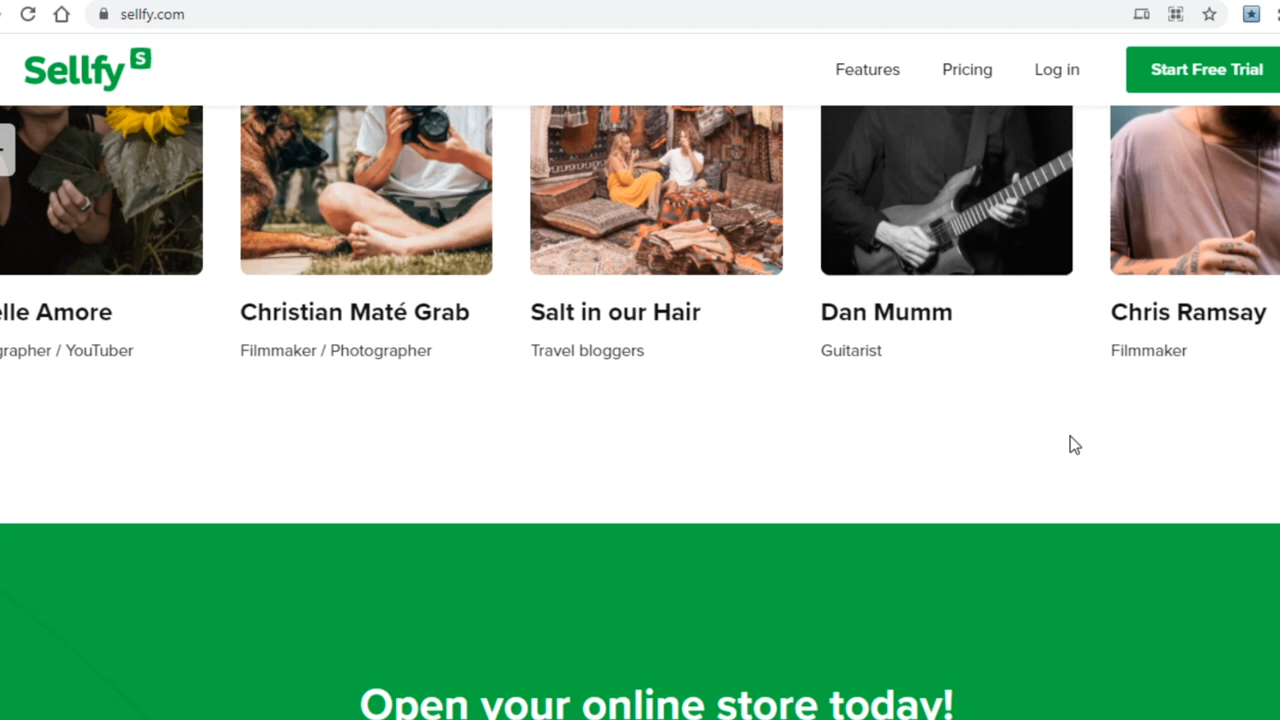 sellfy.com
Sellfy S
Features Pricing Log in Start Free Trial
elle Amore Christian Maté Grab Salt in our Hair Dan Mumm Chris Ramsay
grapher / YouTuber Filmmaker / Photographer Travel bloggers Guitarist Filmmaker
Open your online store today!